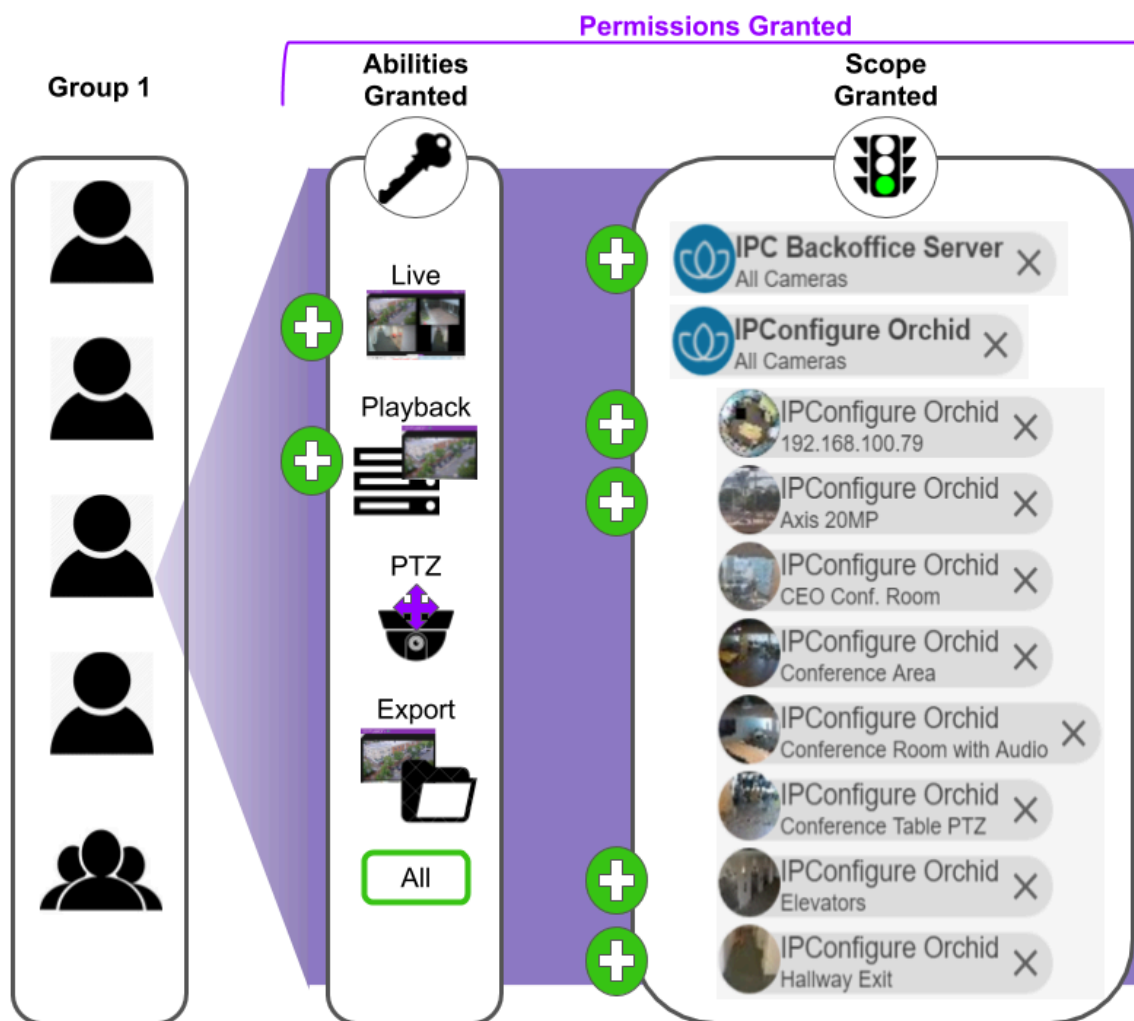 Permissions Granted
Group 1
Abilities
Granted
Scope
Granted
Live
Playback
PTZ
Export
All
IPC Backoffice Server
All Cameras
IPConfigure Orchid
All Cameras
IPConfigure Orchid
192.168.100.79
IPConfigure Orchid
Axis 20MP
IPConfigure Orchid
CEO Conf. Room
IPConfigure Orchid
Conference Area
IPConfigure Orchid
Conference Room with Audio
IPConfigure Orchid
Conference Table PTZ
IPConfigure Orchid
Elevators
IPConfigure Orchid
Hallway Exit